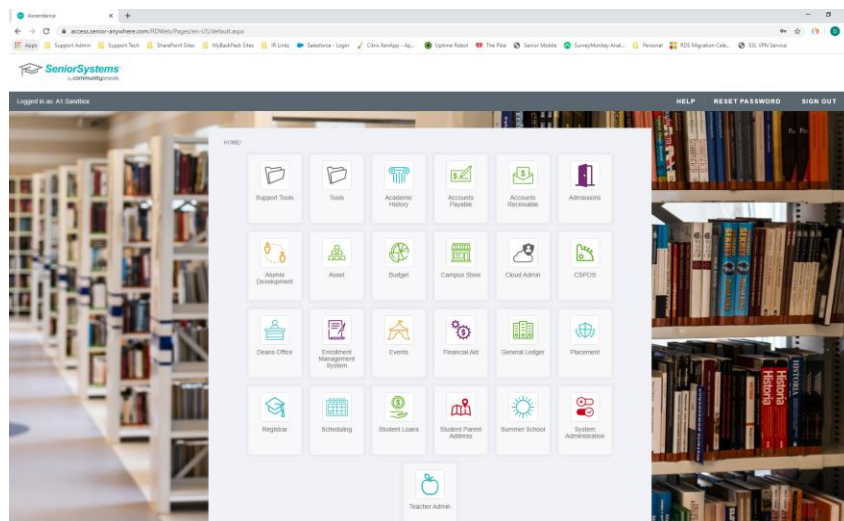 Ascendance
access.senior-anywhere.com/RDWeb/Pages/en-US/default.aspx
Apps Support Admin Support Tech SharePoint Sites MyBackPack Sites IR Links Salesforce - Login Citrix XenApp - Ap... Uptime Robot The Pike Senior Mobile SurveyMonkey Anal... Personal RDS Migration Cale... SSL VPN Service
SeniorSystems
by communitybrands
Logged in as: A1 Sandbox HELP RESET PASSWORD SIGN OUT
HOME/
Support Tools
Tools
Academic
History
Accounts
Payable
Accounts
Receivable
Admissions
Alumni
Development
Asset
Budget
Campus Store
Cloud Admin
CSPOS
Deans Office
Enrollment
Management
System
Events
Financial Aid
General Ledger
Placement
Registrar
Scheduling
Student Loans
Student Parent
Address
Summer School
System
Administration
Teacher Admin
Historia
Historia
HISTORIA